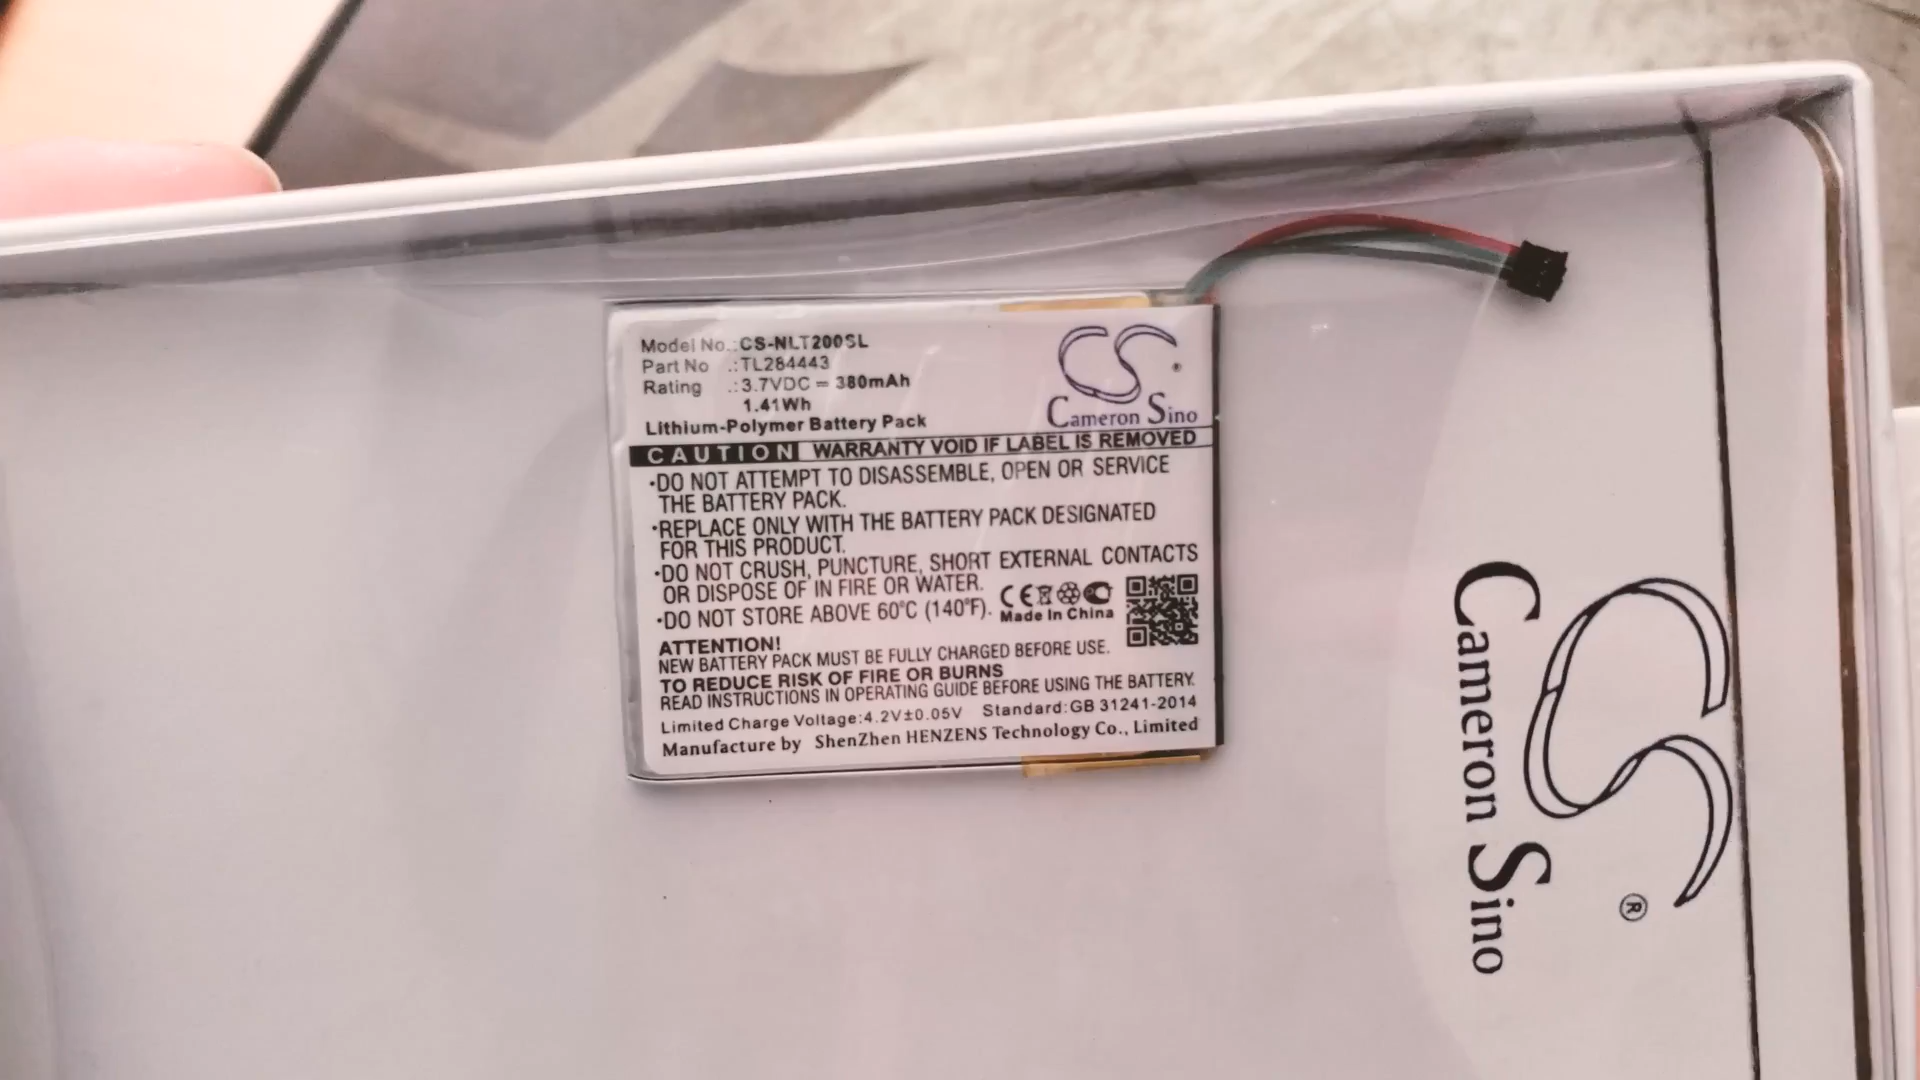 Model No.:CS-NLT200SL
Part No .:TL284443
Rating .:3.7VDC = 380mAh
1.41Wh
Lithium-Polymer Battery Pack
CS ®
Cameron Sino
CAUTION WARRANTY VOID IF LABEL IS REMOVED
·DO NOT ATTEMPT TO DISASSEMBLE, OPEN OR SERVICE
THE BATTERY PACK.
·REPLACE ONLY WITH THE BATTERY PACK DESIGNATED
FOR THIS PRODUCT.
·DO NOT CRUSH, PUNCTURE, SHORT EXTERNAL CONTACTS
OR DISPOSE OF IN FIRE OR WATER.
·DO NOT STORE ABOVE 60°C (140°F).
CE
Made In China
ATTENTION!
NEW BATTERY PACK MUST BE FULLY CHARGED BEFORE USE.
TO REDUCE RISK OF FIRE OR BURNS
READ INSTRUCTIONS IN OPERATING GUIDE BEFORE USING THE BATTERY.
Limited Charge Voltage:4.2V±0.05V Standard:GB 31241-2014
Manufacture by ShenZhen HENZENS Technology Co., Limited
CS ®
Cameron Sino